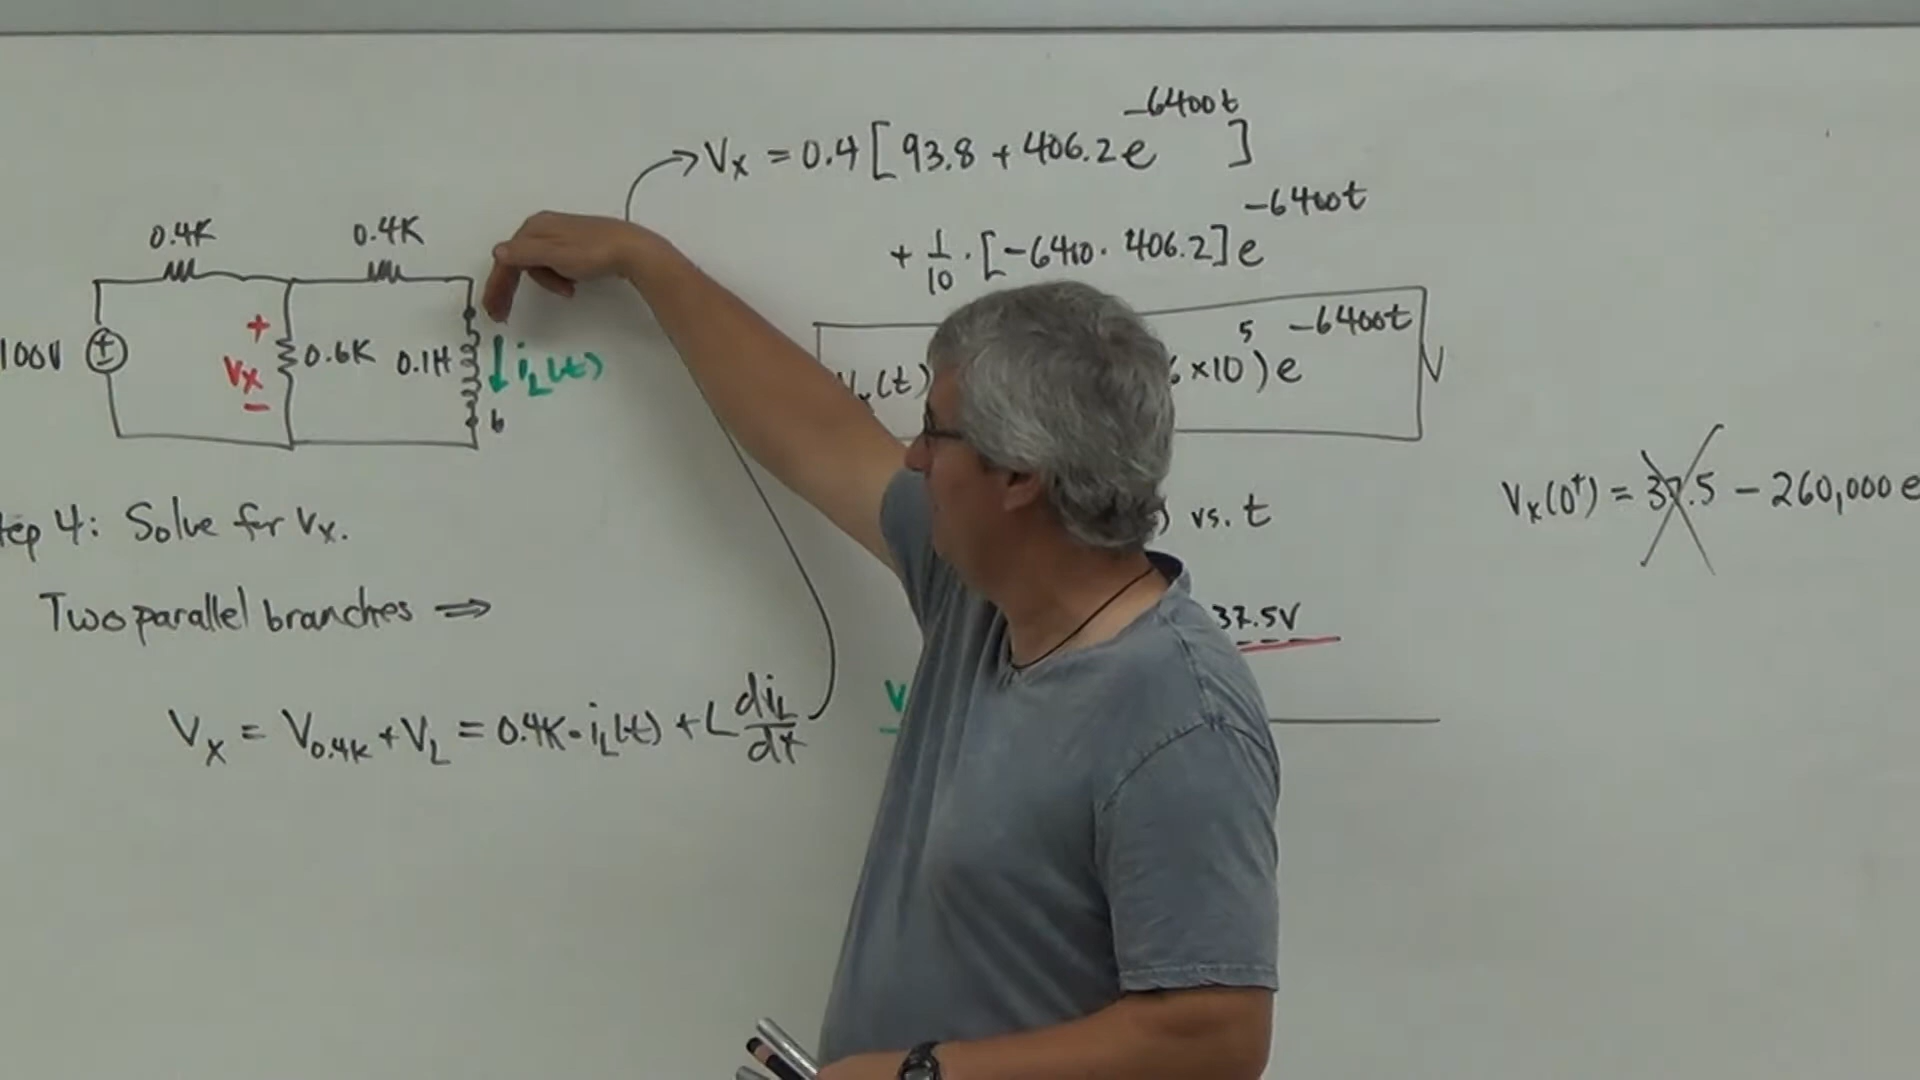 0.4K 0.4K
100V
+
Vx
−
0.6K 0.1H iL(t)
b
tep 4: Solve for Vx.
Two parallel branches ⇒
Vx = V0.4K + VL = 0.4K · iL(t) + L diL/dt
Vx = 0.4 [ 93.8 + 406.2 e^-6400t ]
+ 1/10 · [-6400 · 406.2] e^-6400t
x(t) ×10^5) e^-6400t V
) vs. t
37.5V
V
Vx(0+) = 37.5 − 260,000 e